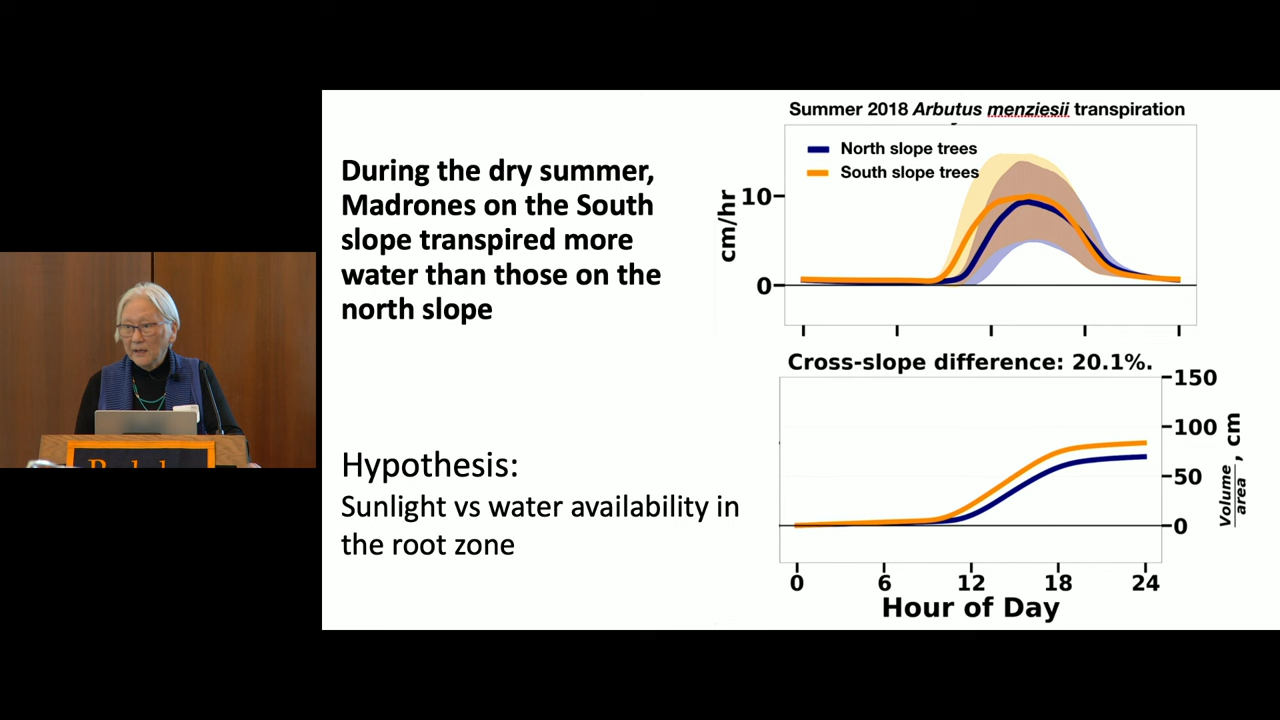 During the dry summer,
Madrones on the South
slope transpired more
water than those on the
north slope
Hypothesis:
Sunlight vs water availability in
the root zone
Summer 2018 Arbutus menziesii transpiration
North slope trees
South slope trees
cm/hr
10
0
Cross-slope difference: 20.1%.
150
100
50
0
Volume
area , cm
0 6 12 18 24
Hour of Day